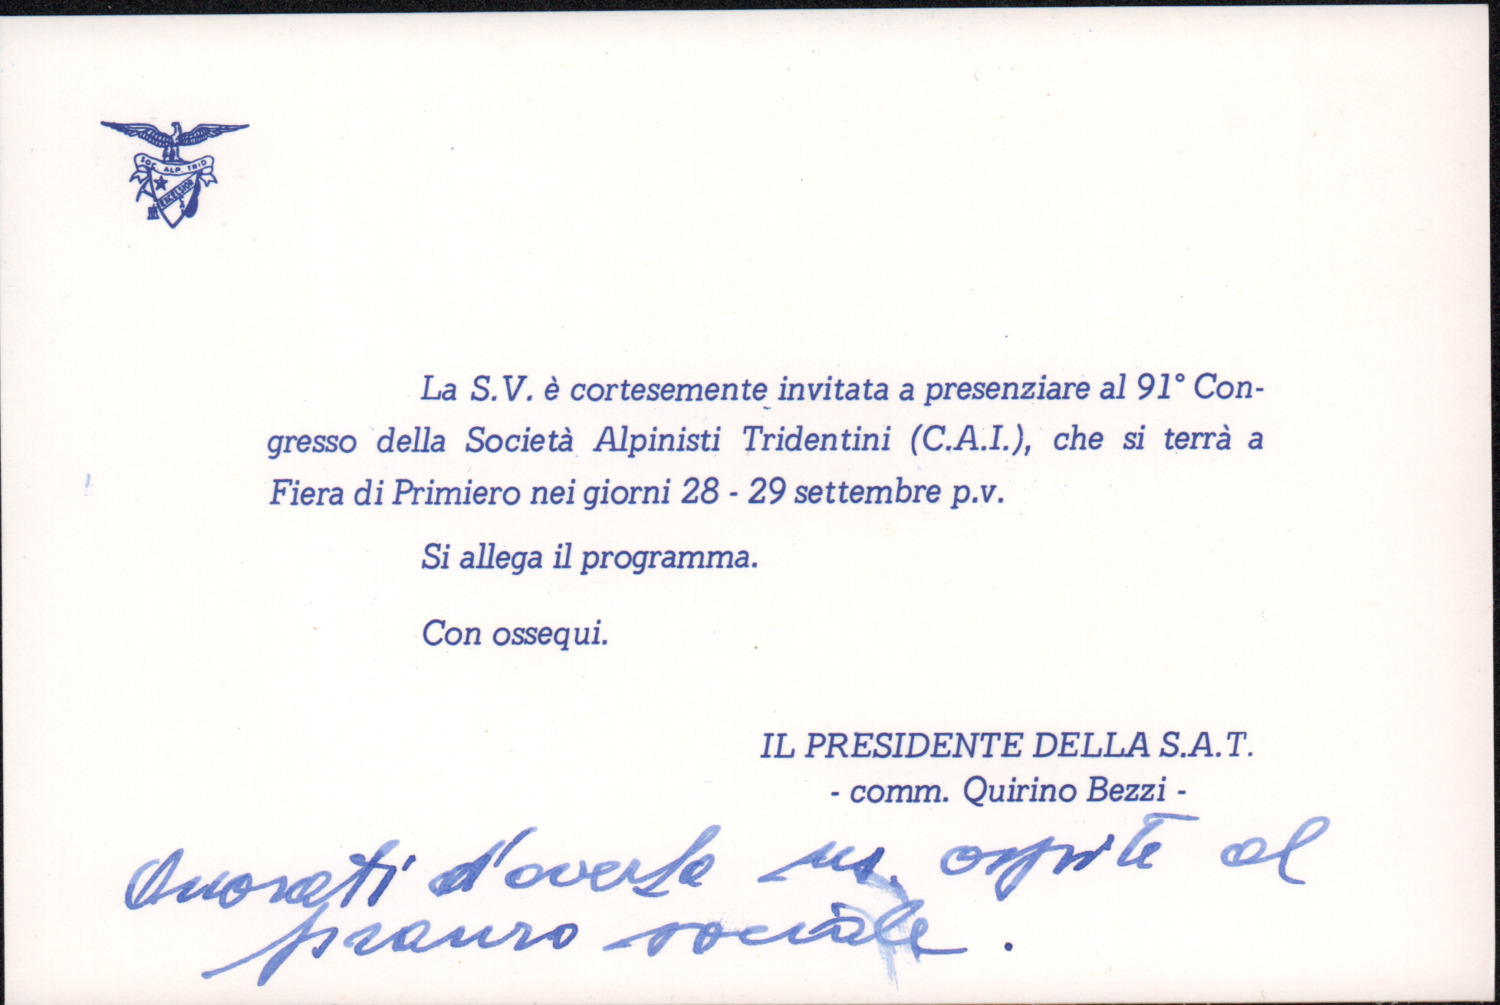 SOC. ALP. TRID
EXCELSIOR
La S.V. è cortesemente invitata a presenziare al 91° Con-
gresso della Società Alpinisti Tridentini (C.A.I.), che si terrà a
Fiera di Primiero nei giorni 28 - 29 settembre p.v.
Si allega il programma.
Con ossequi.
IL PRESIDENTE DELLA S.A.T.
- comm. Quirino Bezzi -
Onorati d'averLa ns. ospite al
pranzo sociale.